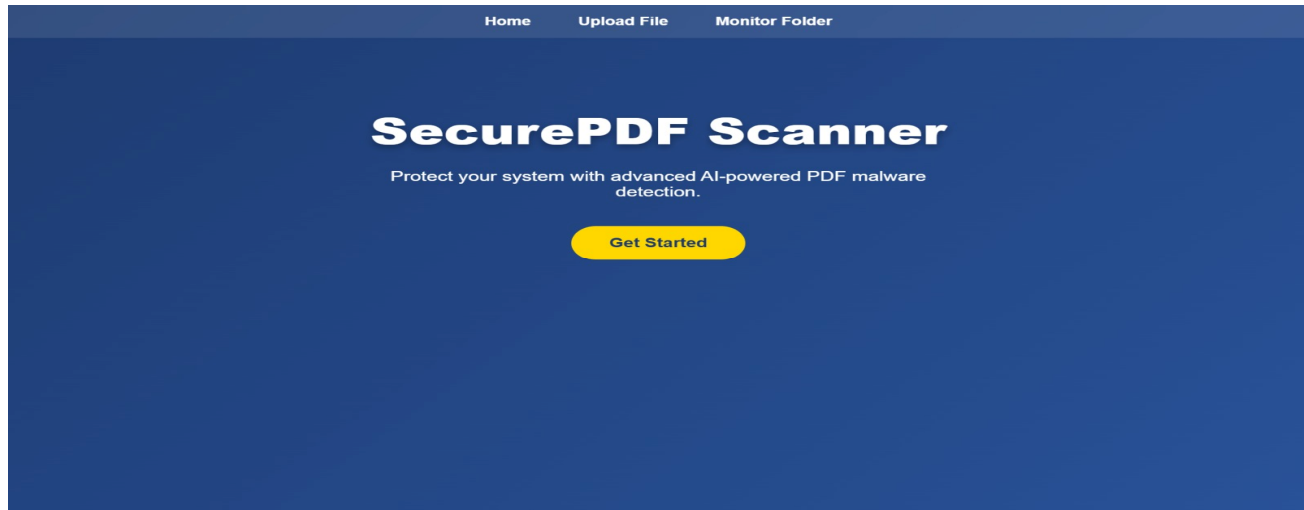 Home Upload File Monitor Folder
SecurePDF Scanner
Protect your system with advanced AI-powered PDF malware
detection.
Get Started